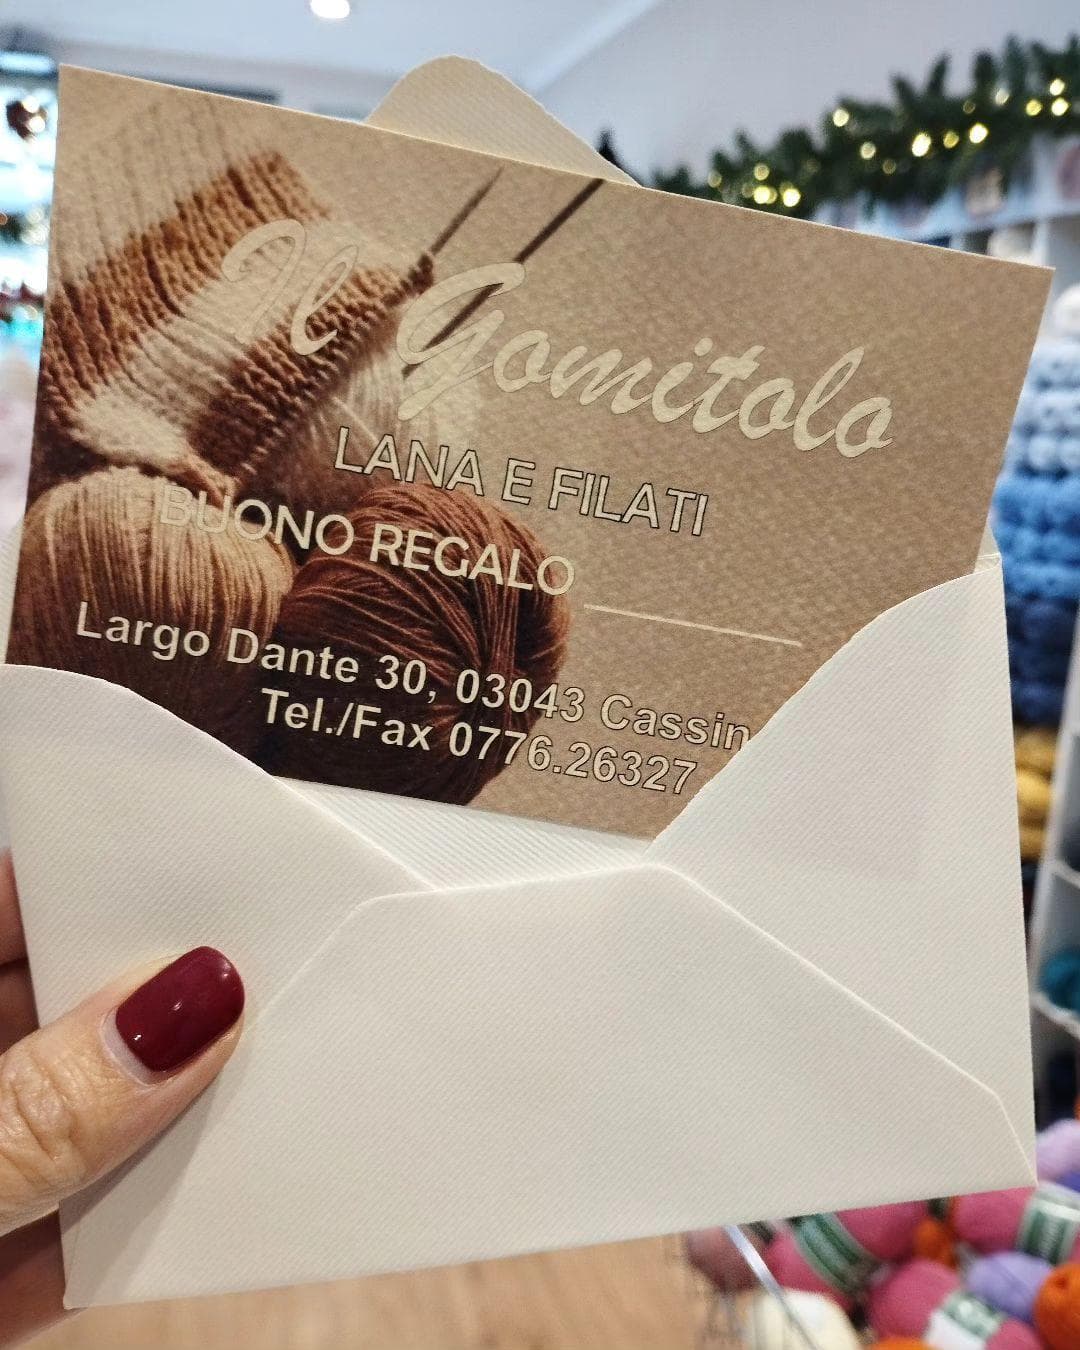 Il Gomitolo
LANA E FILATI
BUONO REGALO
Largo Dante 30, 03043 Cassin
Tel./Fax 0776.26327